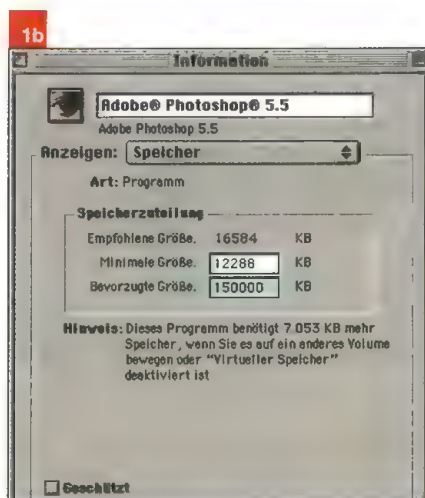 1b
Information
Adobe® Photoshop® 5.5
Adobe Photoshop 5.5
Anzeigen: Speicher
Art: Programm
Speicherzuteilung
Empfohlene Größe. 16584 KB
Minimale Größe. 12288 KB
Bevorzugte Größe. 150000 KB
Hinweis: Dieses Programm benötigt 7.053 KB mehr
Speicher, wenn Sie es auf ein anderes Volume
bewegen oder "Virtueller Speicher"
deaktiviert ist
Geschützt